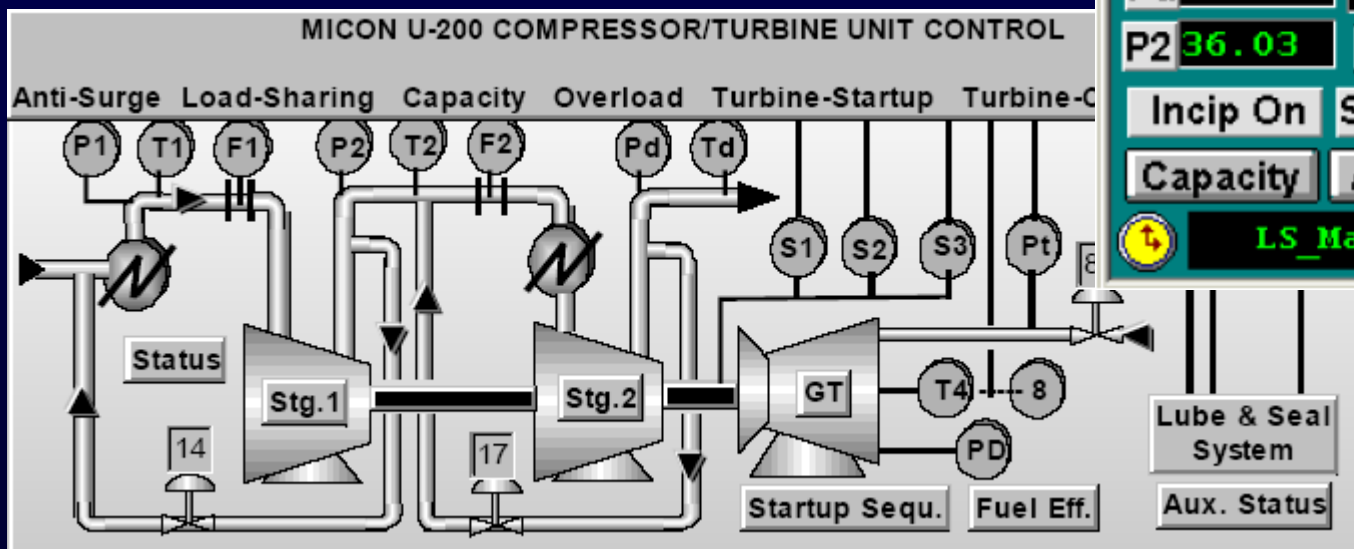 MICON U-200 COMPRESSOR/TURBINE UNIT CONTROL
P2 36.03
Anti-Surge Load-Sharing Capacity Overload Turbine-Startup
Incip On
P1 T1 F1 P2 T2 F2 Pd Td
Capacity
S1 S2 S3 Pt
Status
Stg.1 Stg.2 GT T4 8
Lube & Seal
System
14 17 PD
Startup Sequ. Fuel Eff. Aux. Status